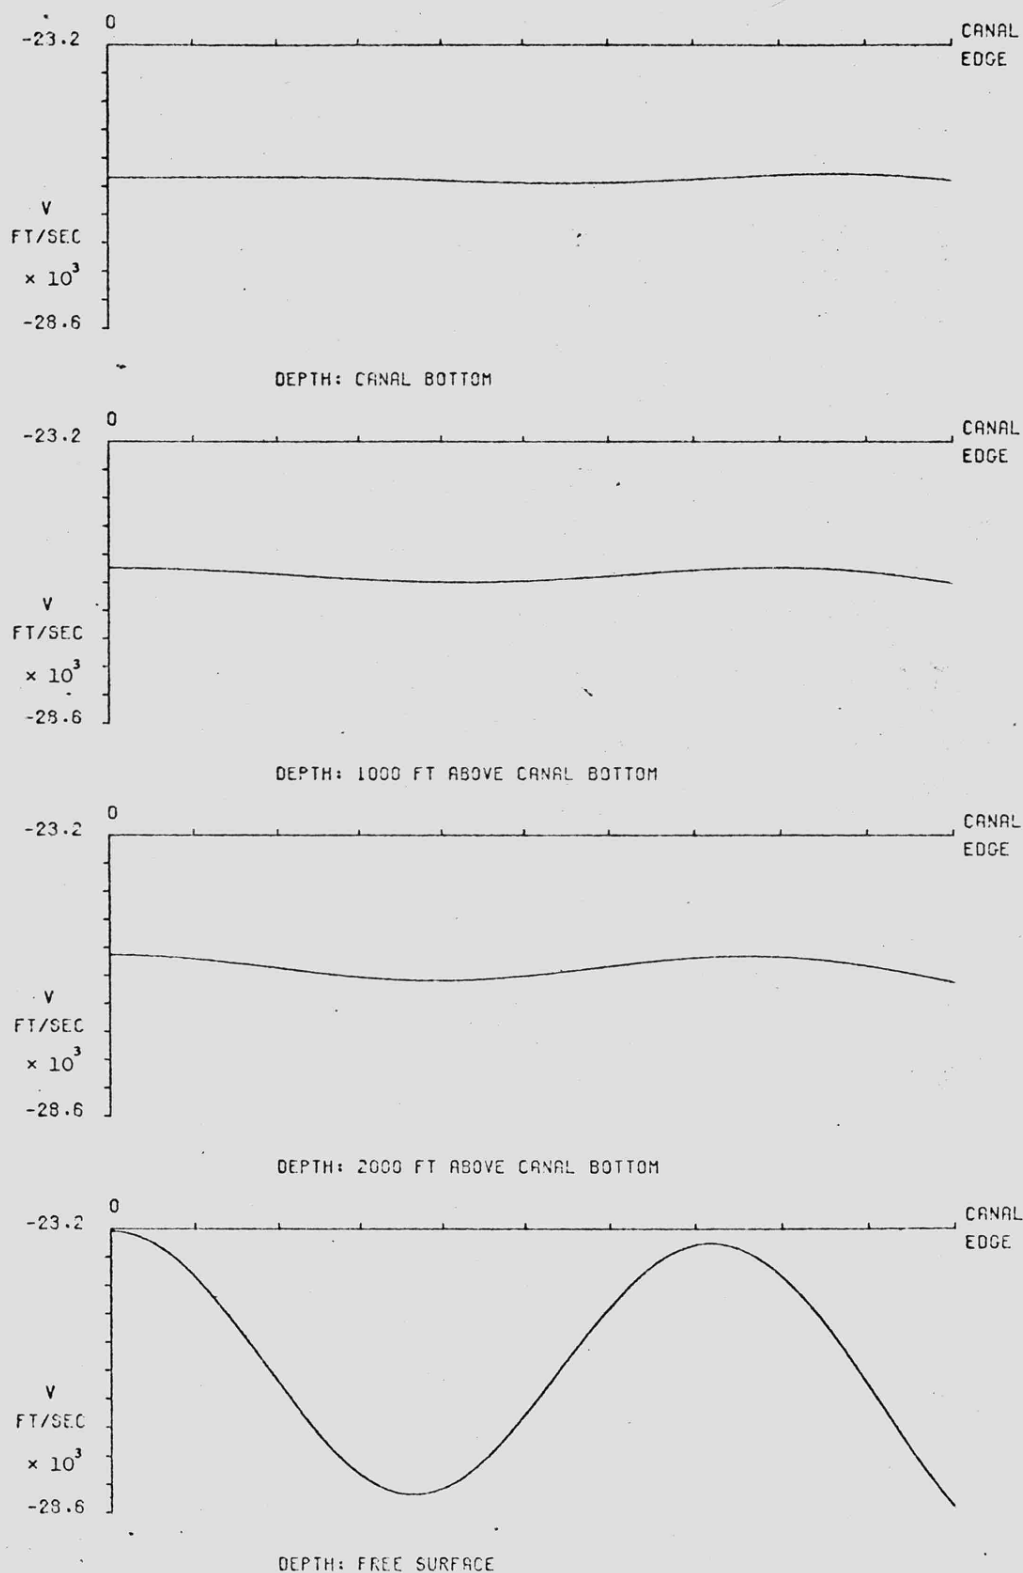 0
-23.2
CANAL
EDGE
V
FT/SEC
× 10³
-28.6
DEPTH: CANAL BOTTOM
0
-23.2
CANAL
EDGE
V
FT/SEC
× 10³
-28.6
DEPTH: 1000 FT ABOVE CANAL BOTTOM
0
-23.2
CANAL
EDGE
V
FT/SEC
× 10³
-28.6
DEPTH: 2000 FT ABOVE CANAL BOTTOM
0
-23.2
CANAL
EDGE
V
FT/SEC
× 10³
-28.6
DEPTH: FREE SURFACE